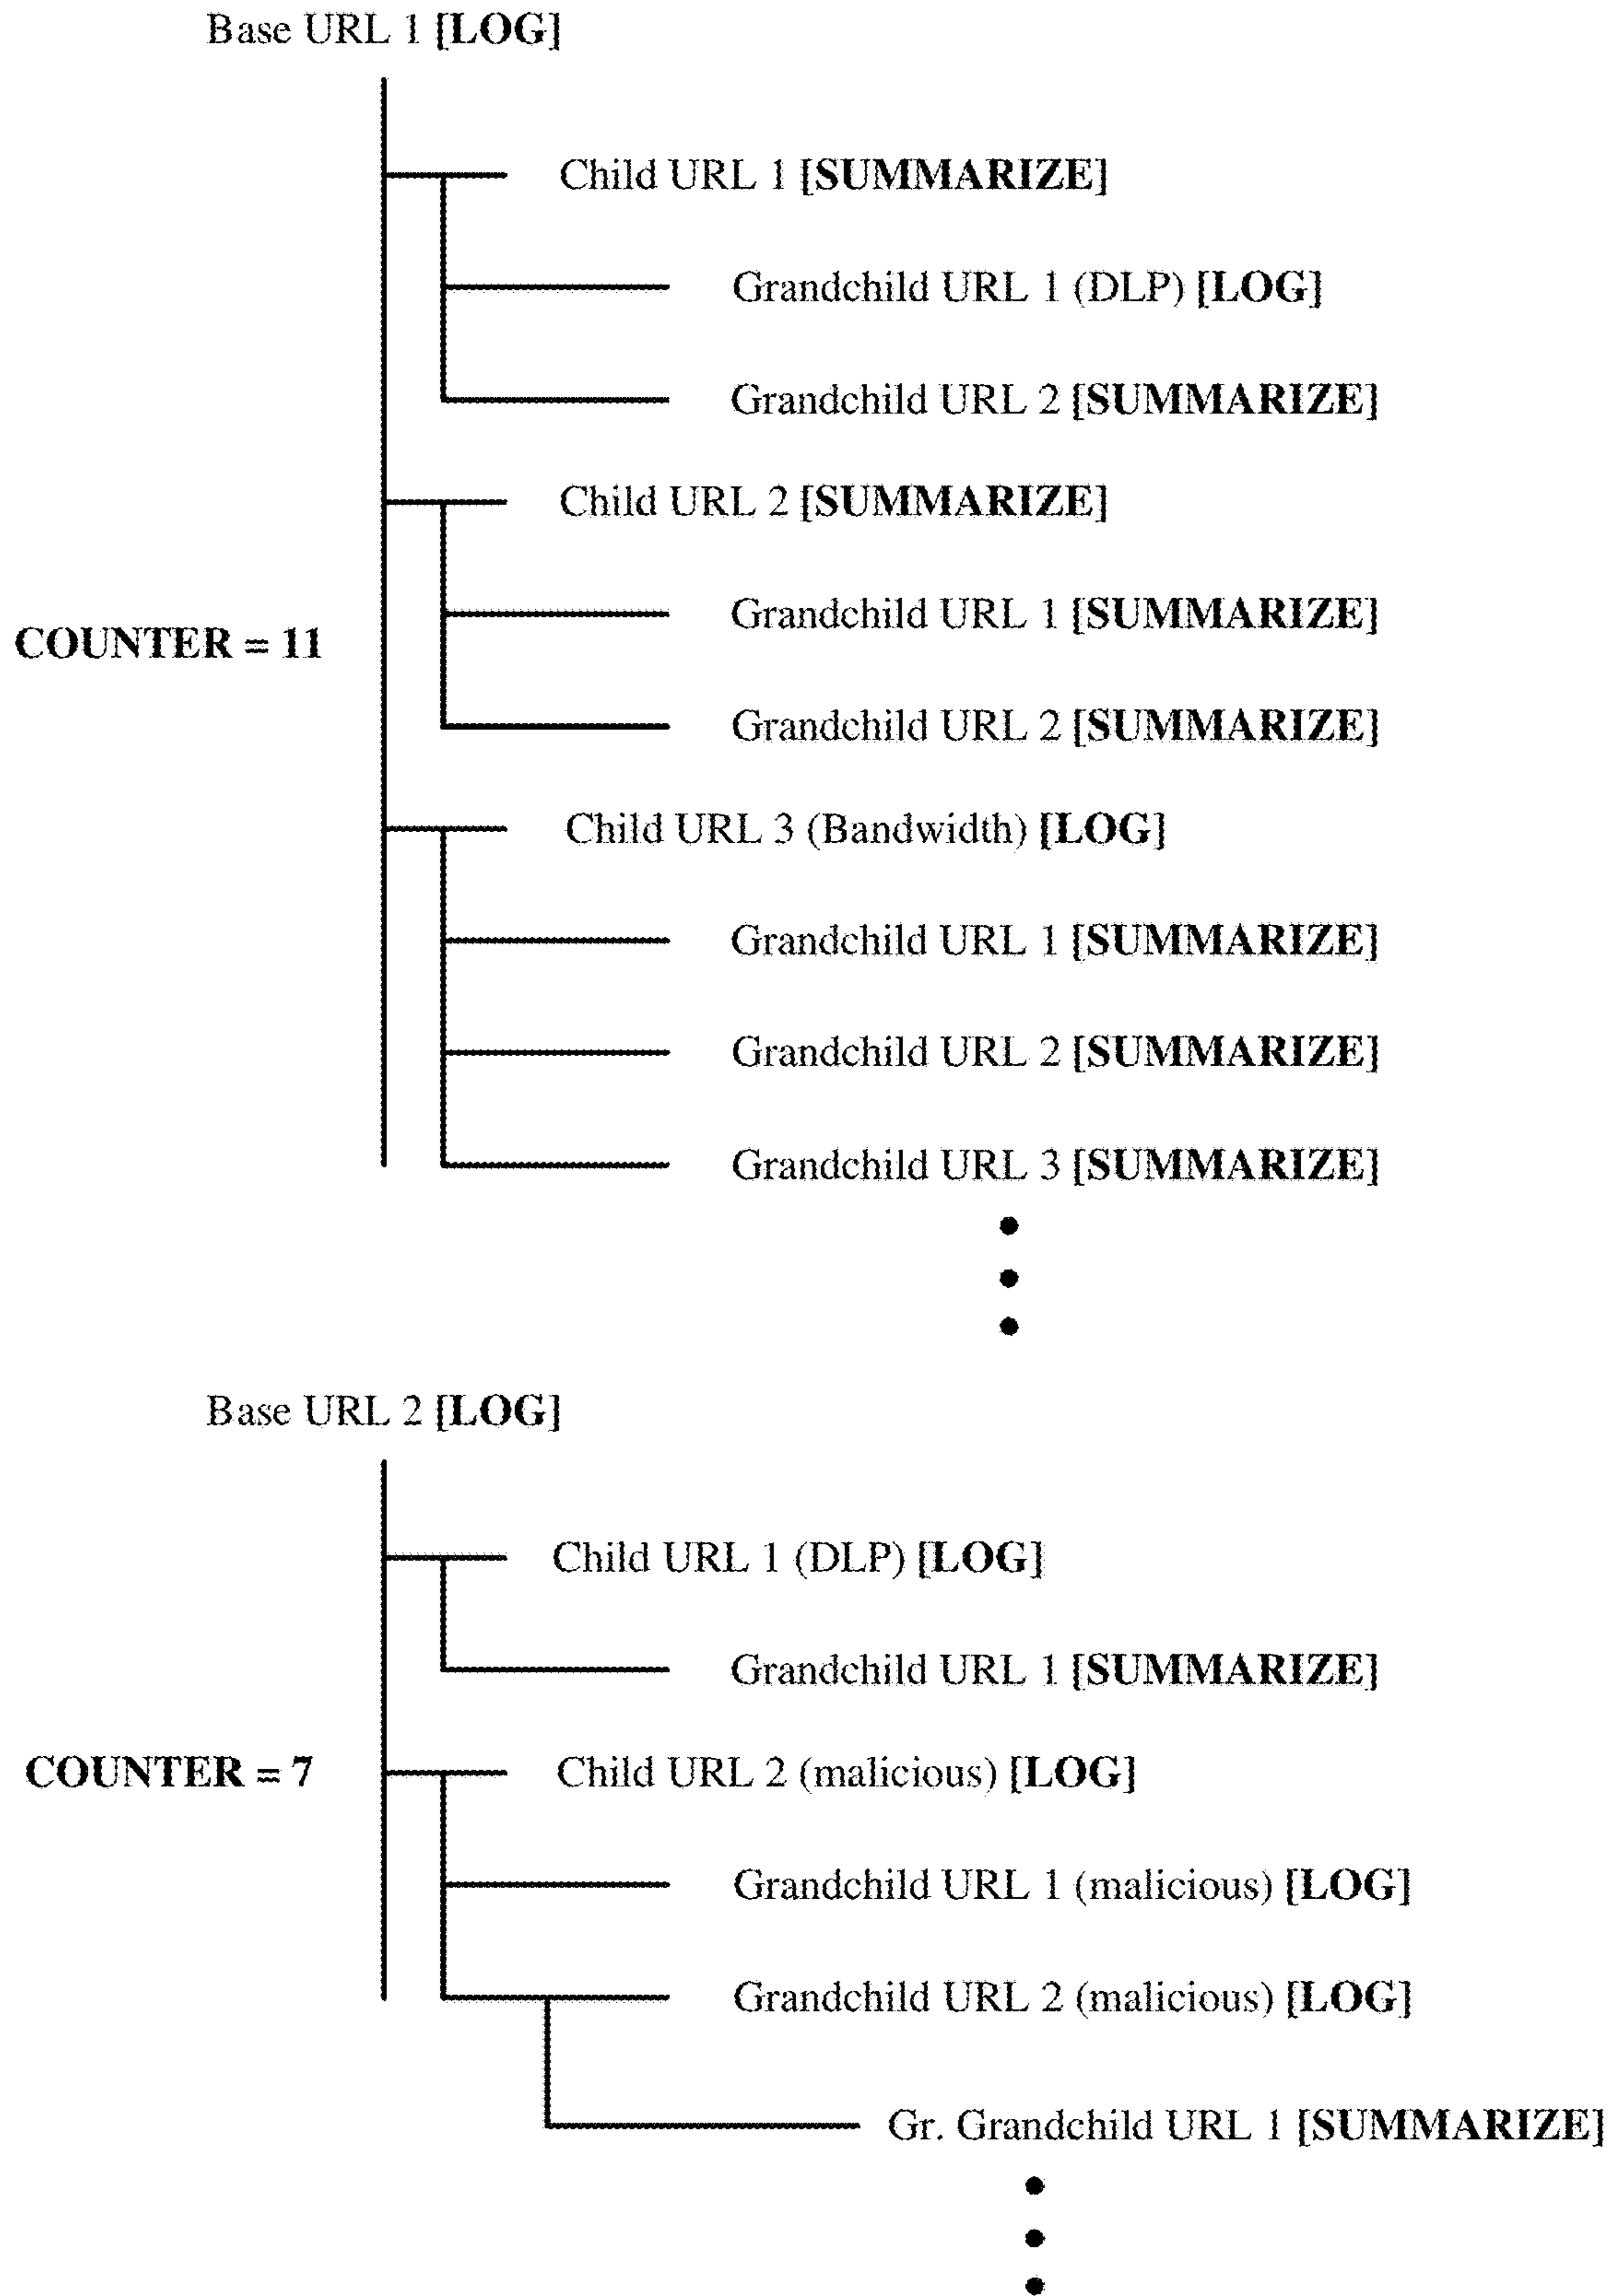 Base URL 1 [LOG]
Child URL 1 [SUMMARIZE]
Grandchild URL 1 (DLP) [LOG]
Grandchild URL 2 [SUMMARIZE]
Child URL 2 [SUMMARIZE]
Grandchild URL 1 [SUMMARIZE]
COUNTER = 11
Grandchild URL 2 [SUMMARIZE]
Child URL 3 (Bandwidth) [LOG]
Grandchild URL 1 [SUMMARIZE]
Grandchild URL 2 [SUMMARIZE]
Grandchild URL 3 [SUMMARIZE]
Base URL 2 [LOG]
Child URL 1 (DLP) [LOG]
Grandchild URL 1 [SUMMARIZE]
COUNTER = 7
Child URL 2 (malicious) [LOG]
Grandchild URL 1 (malicious) [LOG]
Grandchild URL 2 (malicious) [LOG]
Gr. Grandchild URL 1 [SUMMARIZE]